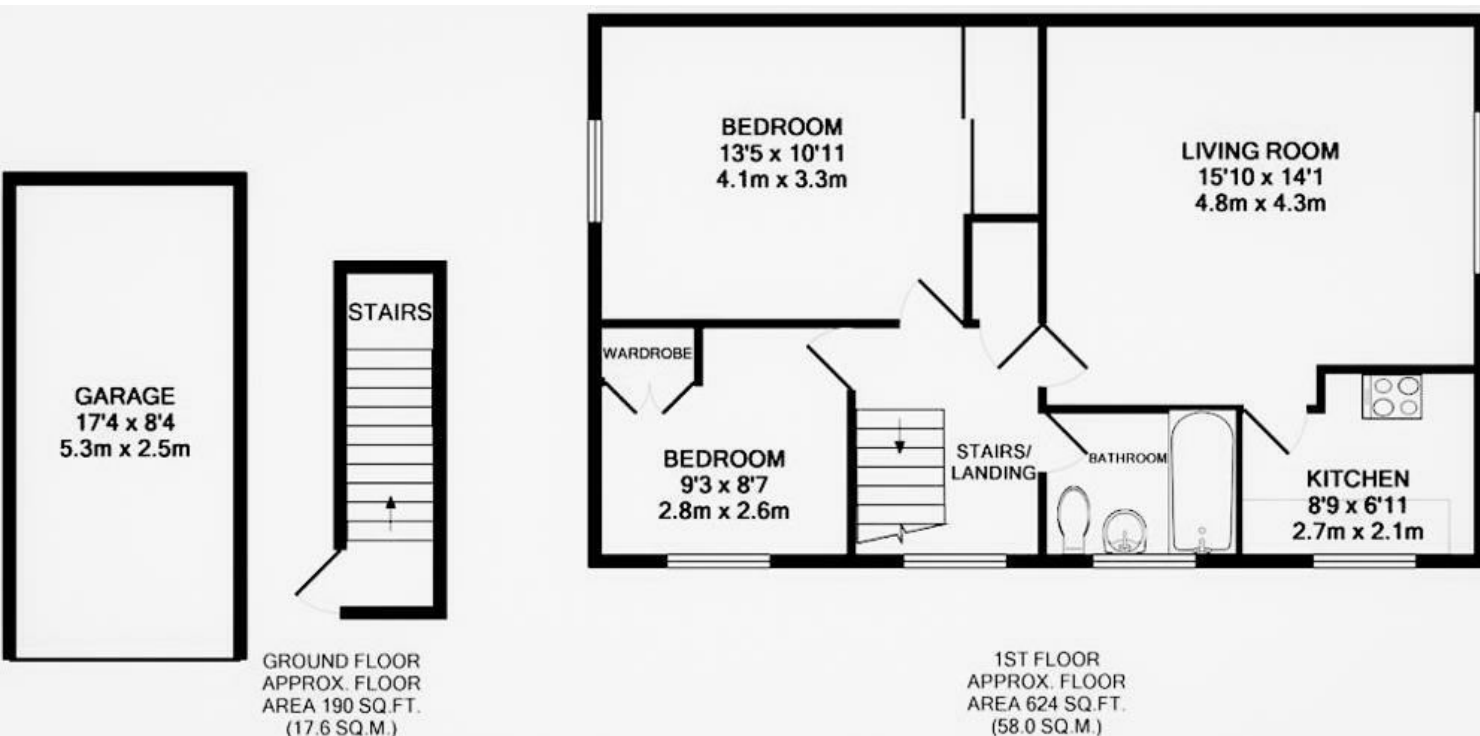 BEDROOM
13'5 x 10'11
4.1m x 3.3m
LIVING ROOM
15'10 x 14'1
4.8m x 4.3m
STAIRS
WARDROBE
GARAGE
17'4 x 8'4
5.3m x 2.5m
BEDROOM
9'3 x 8'7
2.8m x 2.6m
STAIRS/
LANDING
BATHROOM
KITCHEN
8'9 x 6'11
2.7m x 2.1m
GROUND FLOOR
APPROX. FLOOR
AREA 190 SQ.FT.
(17.6 SQ.M.)
1ST FLOOR
APPROX. FLOOR
AREA 624 SQ.FT.
(58.0 SQ.M.)